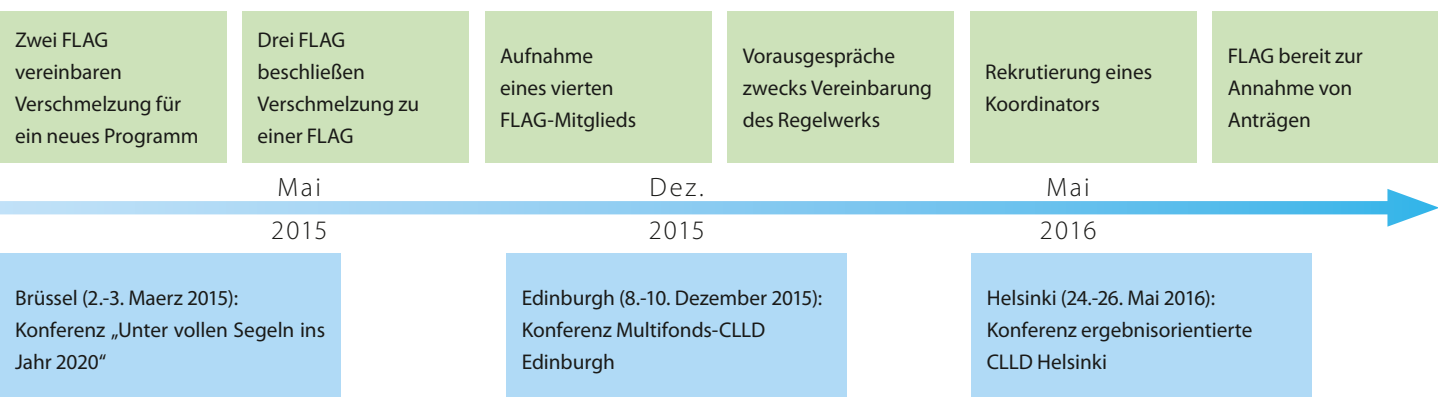 Zwei FLAG
vereinbaren
Verschmelzung für
ein neues Programm
Drei FLAG
beschließen
Verschmelzung zu
einer FLAG
Aufnahme
eines vierten
FLAG-Mitglieds
Vorausgespräche
zwecks Vereinbarung
des Regelwerks
Rekrutierung eines
Koordinators
FLAG bereit zur
Annahme von
Anträgen
Mai
2015
Dez.
2015
Mai
2016
Brüssel (2.-3. Maerz 2015):
Konferenz „Unter vollen Segeln ins
Jahr 2020“
Edinburgh (8.-10. Dezember 2015):
Konferenz Multifonds-CLLD
Edinburgh
Helsinki (24.-26. Mai 2016):
Konferenz ergebnisorientierte
CLLD Helsinki